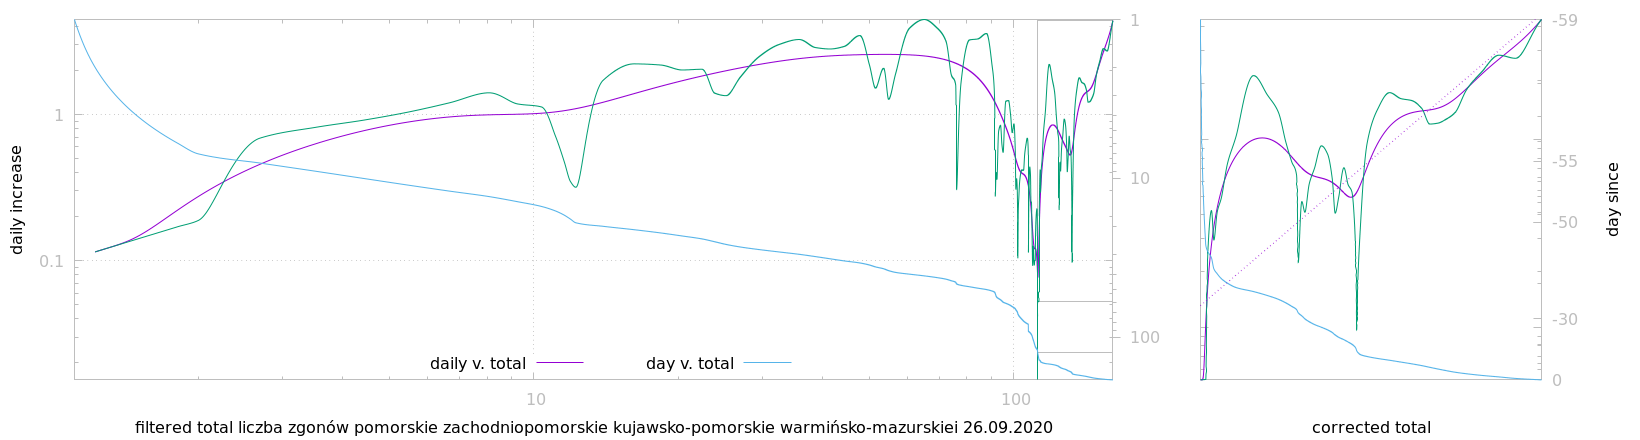 daily increase
1
0.1
daily v. total
day v. total
10
100
1
10
100
filtered total liczba zgonów pomorskie zachodniopomorskie kujawsko-pomorskie warmińsko-mazurskiei 26.09.2020
-59
-55
-50
-30
0
day since
corrected total